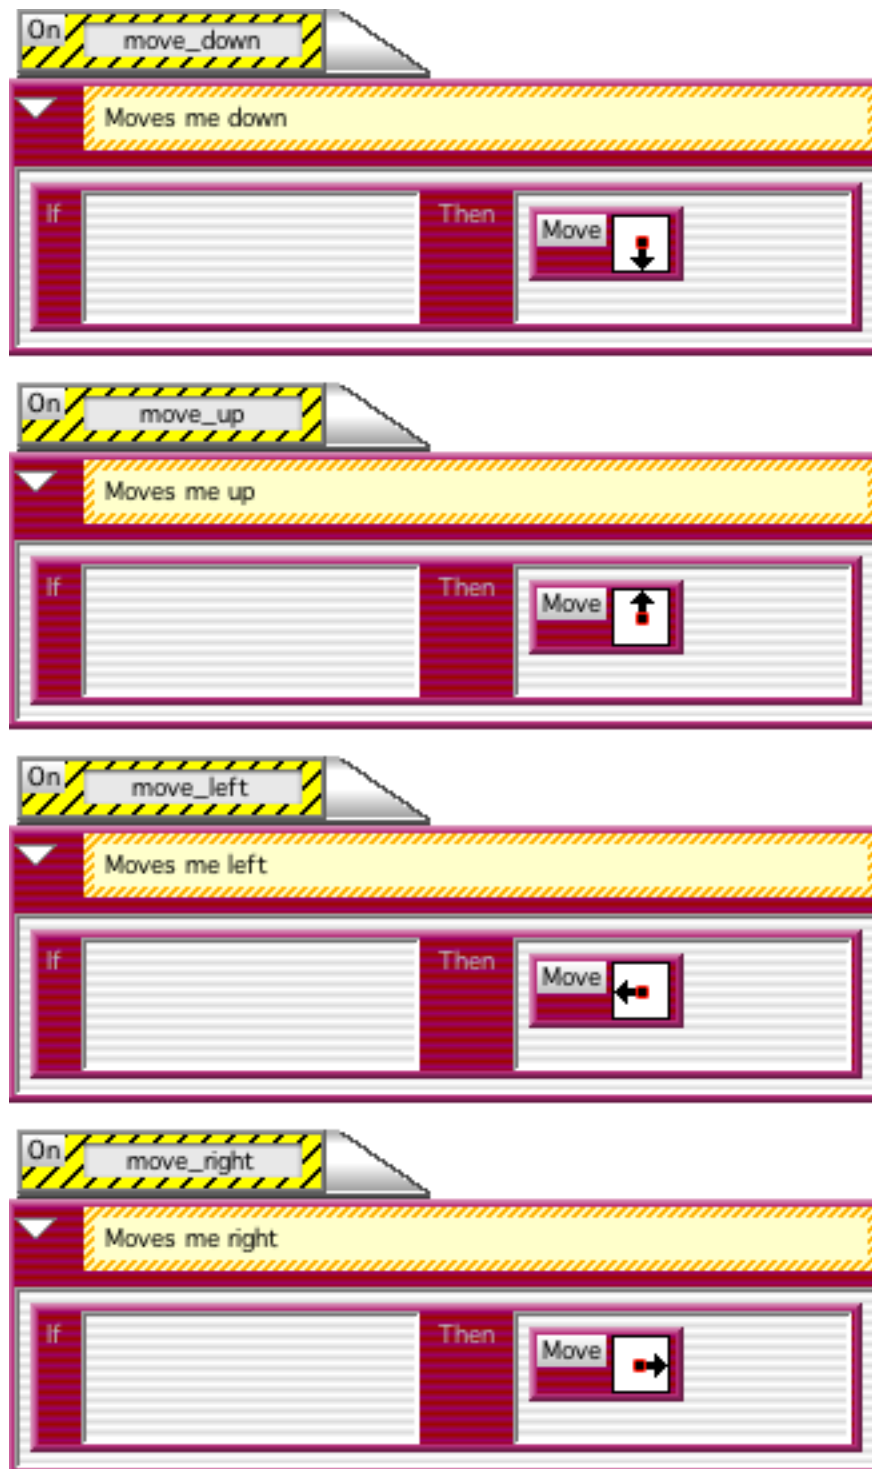 On move_down
Moves me down
If Then Move
On move_up
Moves me up
If Then Move
On move_left
Moves me left
If Then Move
On move_right
Moves me right
If Then Move